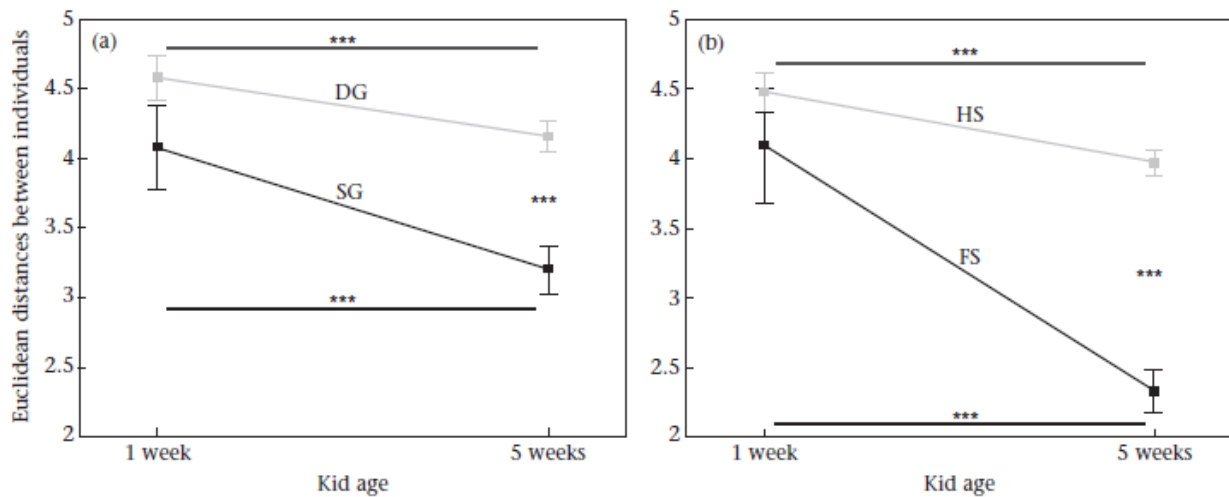 (a)
(b)
Euclidean distances between individuals
5
4.5
4
3.5
3
2.5
2
***
DG
SG
***
***
1 week
5 weeks
Kid age
5
4.5
4
3.5
3
2.5
2
***
HS
FS
***
***
1 week
5 weeks
Kid age